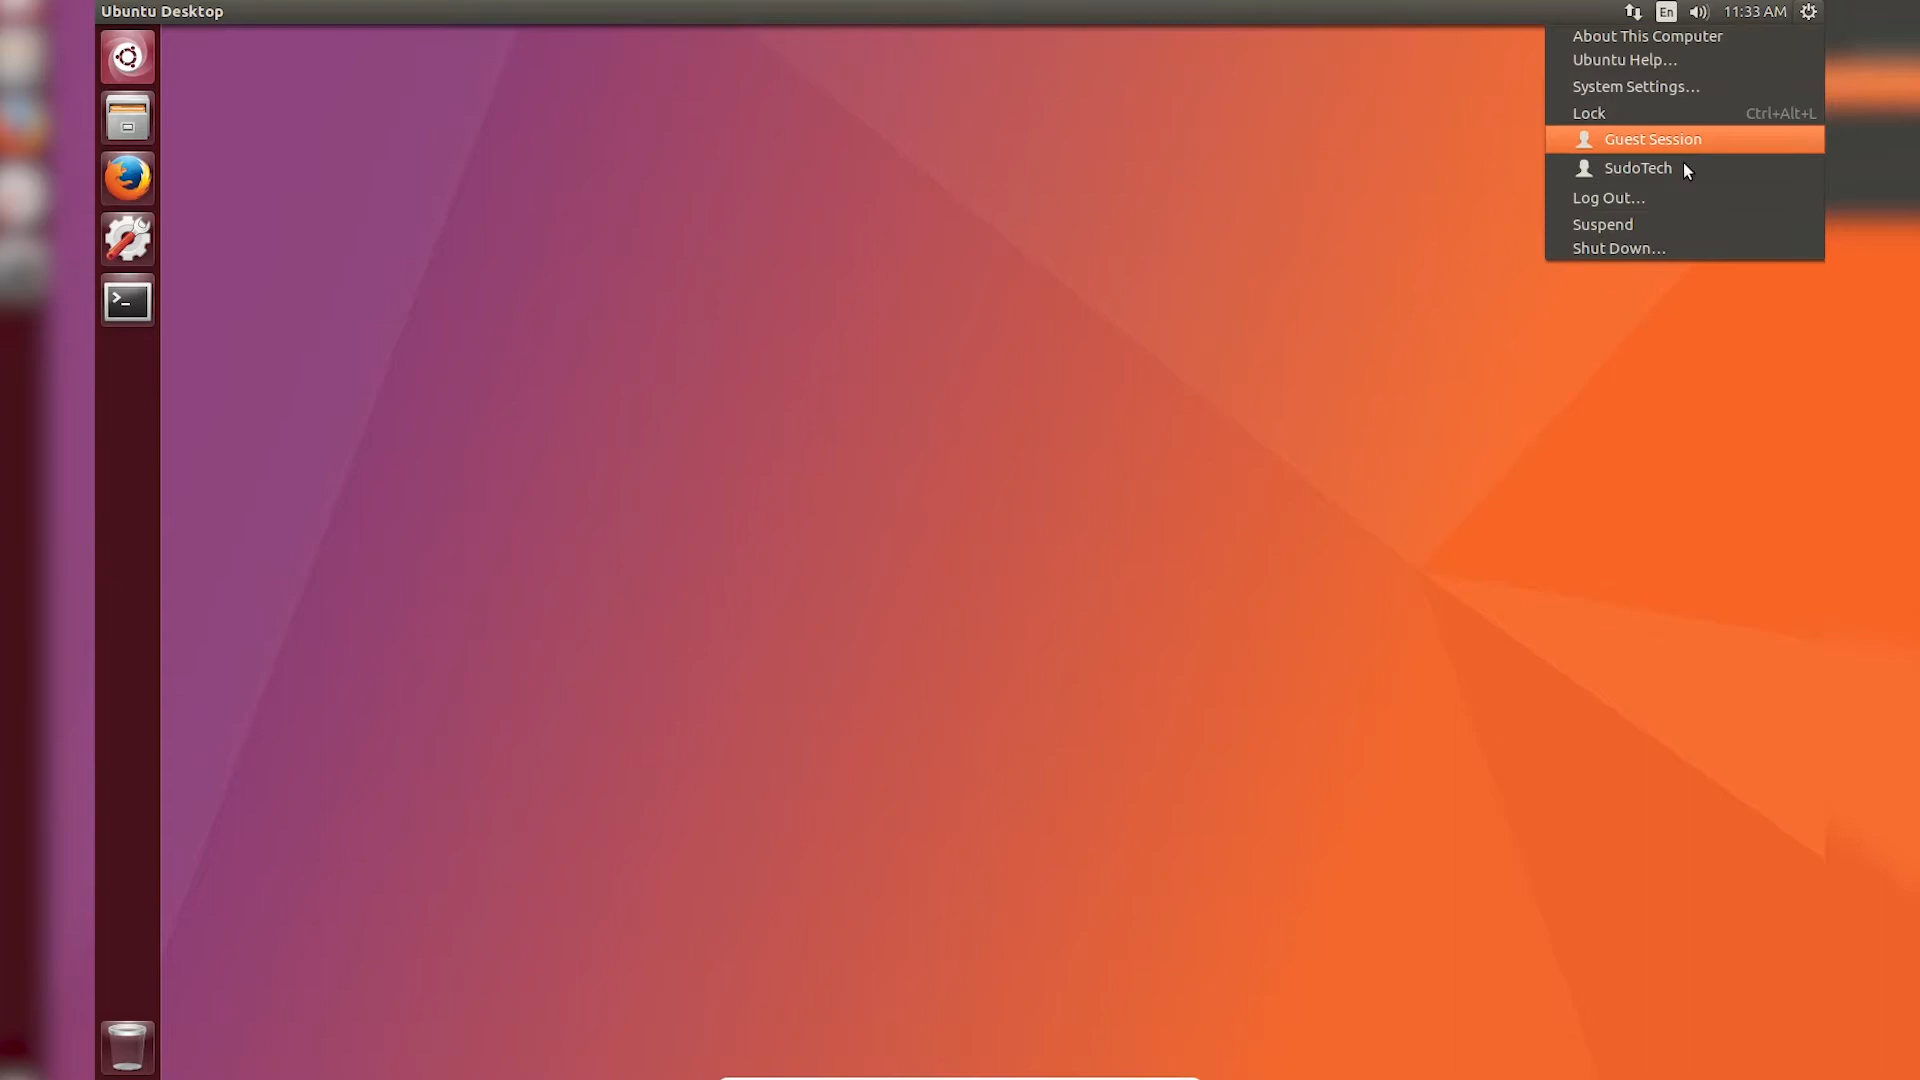 Ubuntu Desktop
En
11:33 AM
About This Computer
Ubuntu Help...
System Settings...
Lock Ctrl+Alt+L
Guest Session
SudoTech
Log Out...
Suspend
Shut Down...
>_